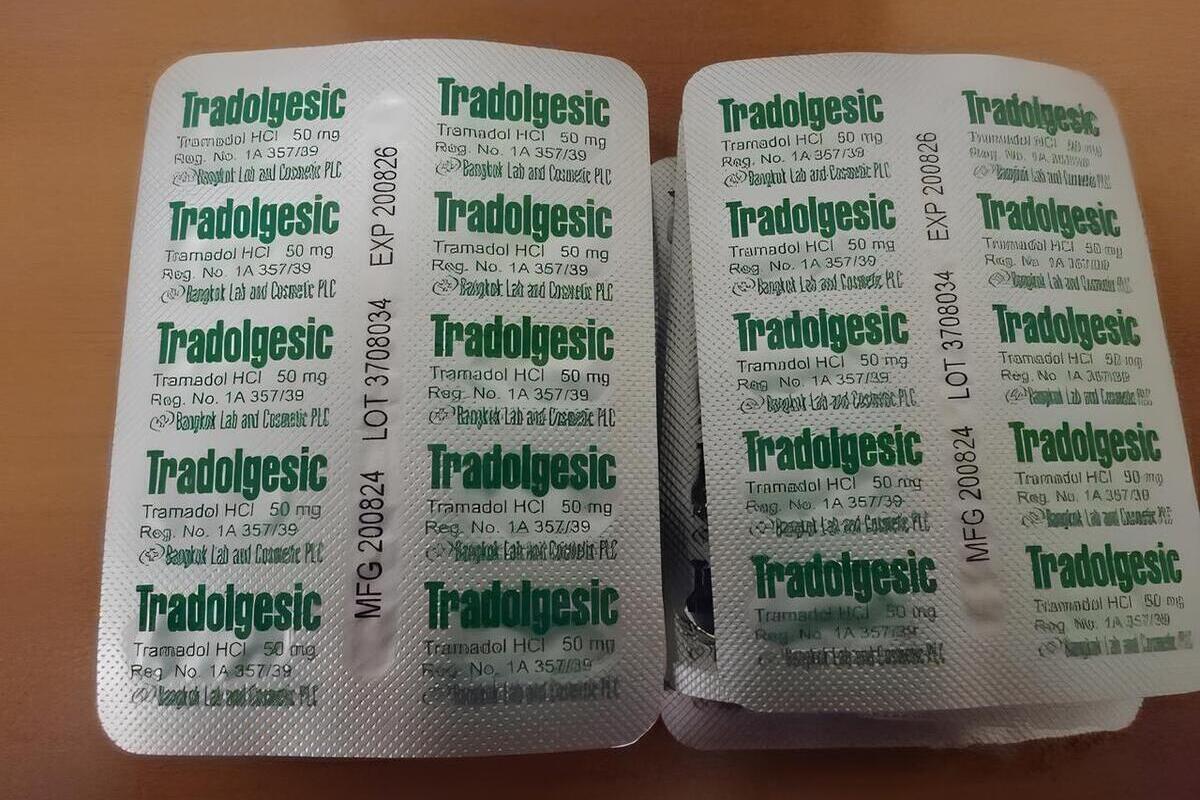 Tradolgesic
Tramadol HCl 50 mg
Reg. No. 1A 357/39
Bangkok Lab and Cosmetic PLC
Tradolgesic
Tramadol HCl 50 mg
Reg. No. 1A 357/39
Bangkok Lab and Cosmetic PLC
Tradolgesic
Tramadol HCl 50 mg
Reg. No. 1A 357/39
Bangkok Lab and Cosmetic PLC
Tradolgesic
Tramadol HCl 50 mg
Reg. No. 1A 357/39
Bangkok Lab and Cosmetic PLC
Tradolgesic
Tramadol HCl 50 mg
Reg. No. 1A 357/39
Bangkok Lab and Cosmetic PLC
MFG 200824 LOT 3708034 EXP 200826
Tradolgesic
Tramadol HCl 50 mg
Reg. No. 1A 357/39
Bangkok Lab and Cosmetic PLC
Tradolgesic
Tramadol HCl 50 mg
Reg. No. 1A 357/39
Bangkok Lab and Cosmetic PLC
Tradolgesic
Tramadol HCl 50 mg
Reg. No. 1A 357/39
Bangkok Lab and Cosmetic PLC
Tradolgesic
Tramadol HCl 50 mg
Reg. No. 1A 357/39
Bangkok Lab and Cosmetic PLC
Tradolgesic
Tramadol HCl 50 mg
Reg. No. 1A 357/39
Bangkok Lab and Cosmetic PLC
Tradolgesic
Tramadol HCl 50 mg
Reg. No. 1A 357/39
Bangkok Lab and Cosmetic PLC
Tradolgesic
Tramadol HCl 50 mg
Reg. No. 1A 357/39
Bangkok Lab and Cosmetic PLC
Tradolgesic
Tramadol HCl 50 mg
Reg. No. 1A 357/39
Bangkok Lab and Cosmetic PLC
Tradolgesic
Tramadol HCl 50 mg
Reg. No. 1A 357/39
Bangkok Lab and Cosmetic PLC
Tradolgesic
Tramadol HCl 50 mg
Reg. No. 1A 357/39
Bangkok Lab and Cosmetic PLC
MFG 200824 LOT 3708034 EXP 200826
Tradolgesic
Tramadol HCl 50 mg
Reg. No.
Bangkok Lab and Cosmetic PLC
Tradolgesic
Tramadol HCl 50 mg
Reg. No. 1A
Bangkok Lab and Cosmetic PLC
Tradolgesic
Tramadol HCl 50 mg
Reg. No. 1A
Bangkok Lab and Cosmetic
Tradolgesic
Tramadol HCl 50 mg
Reg. No. 1A 357/39
Bangkok Lab and Cosmetic PLC
Tradolgesic
Tramadol HCl 50 mg
Reg. No. 1A 357/39
Bangkok Lab and Cosmetic